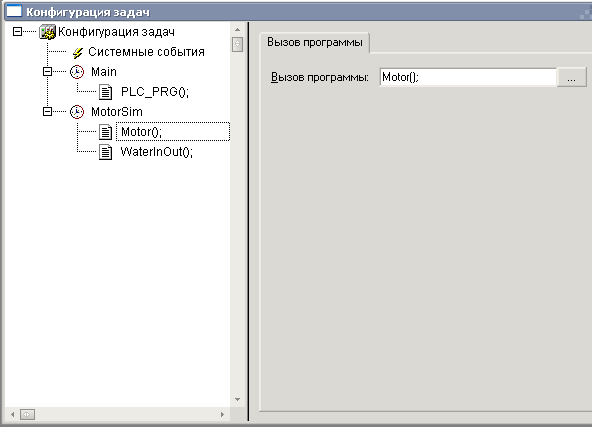 Конфигурация задач
Конфигурация задач
Системные события
Main
PLC_PRG();
MotorSim
Motor();
WaterInOut();
Вызов программы
Вызов программы: Motor(); ...